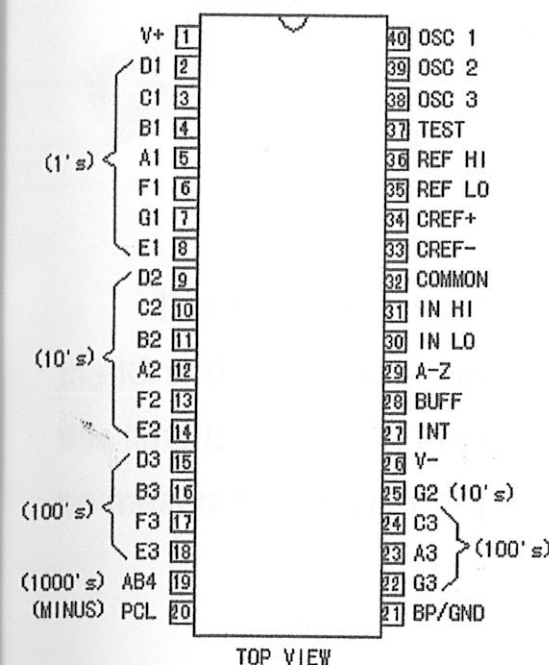 V+ 1 40 OSC 1
D1 2 39 OSC 2
C1 3 38 OSC 3
B1 4 37 TEST
(1's) A1 5 36 REF HI
F1 6 35 REF LO
G1 7 34 CREF+
E1 8 33 CREF-
D2 9 32 COMMON
C2 10 31 IN HI
B2 11 30 IN LO
(10's) A2 12 29 A-Z
F2 13 28 BUFF
E2 14 27 INT
D3 15 26 V-
B3 16 25 G2 (10's)
(100's) F3 17 24 C3
E3 18 23 A3 (100's)
(1000's) AB4 19 22 G3
(MINUS) PCL 20 21 BP/GND
TOP VIEW